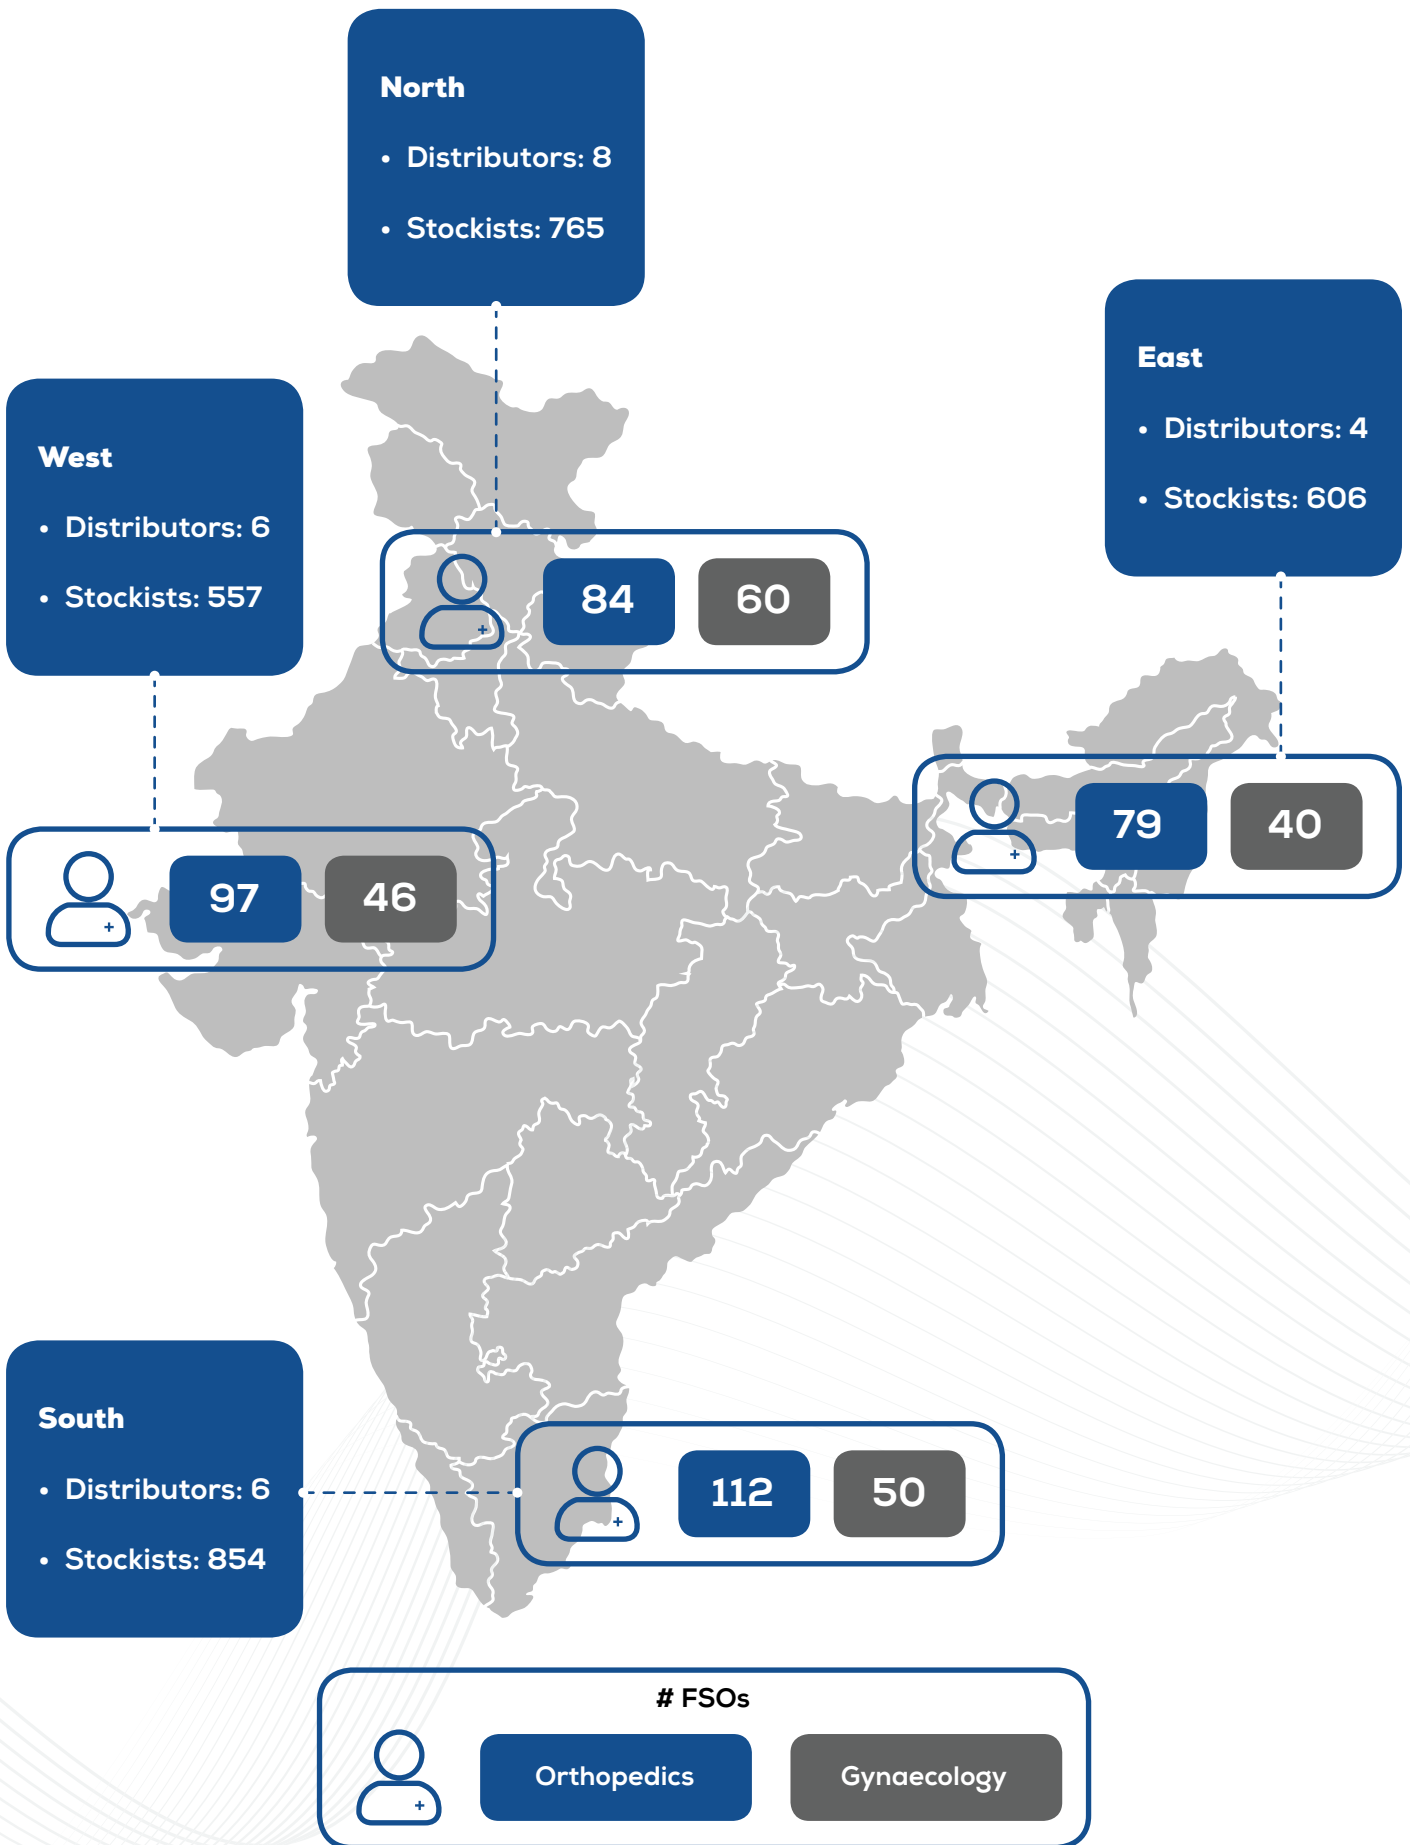 North
• Distributors: 8
• Stockists: 765
East
• Distributors: 4
• Stockists: 606
West
• Distributors: 6
• Stockists: 557
84 60
79 40
97 46
South
• Distributors: 6
• Stockists: 854
112 50
# FSOs
Orthopedics Gynaecology